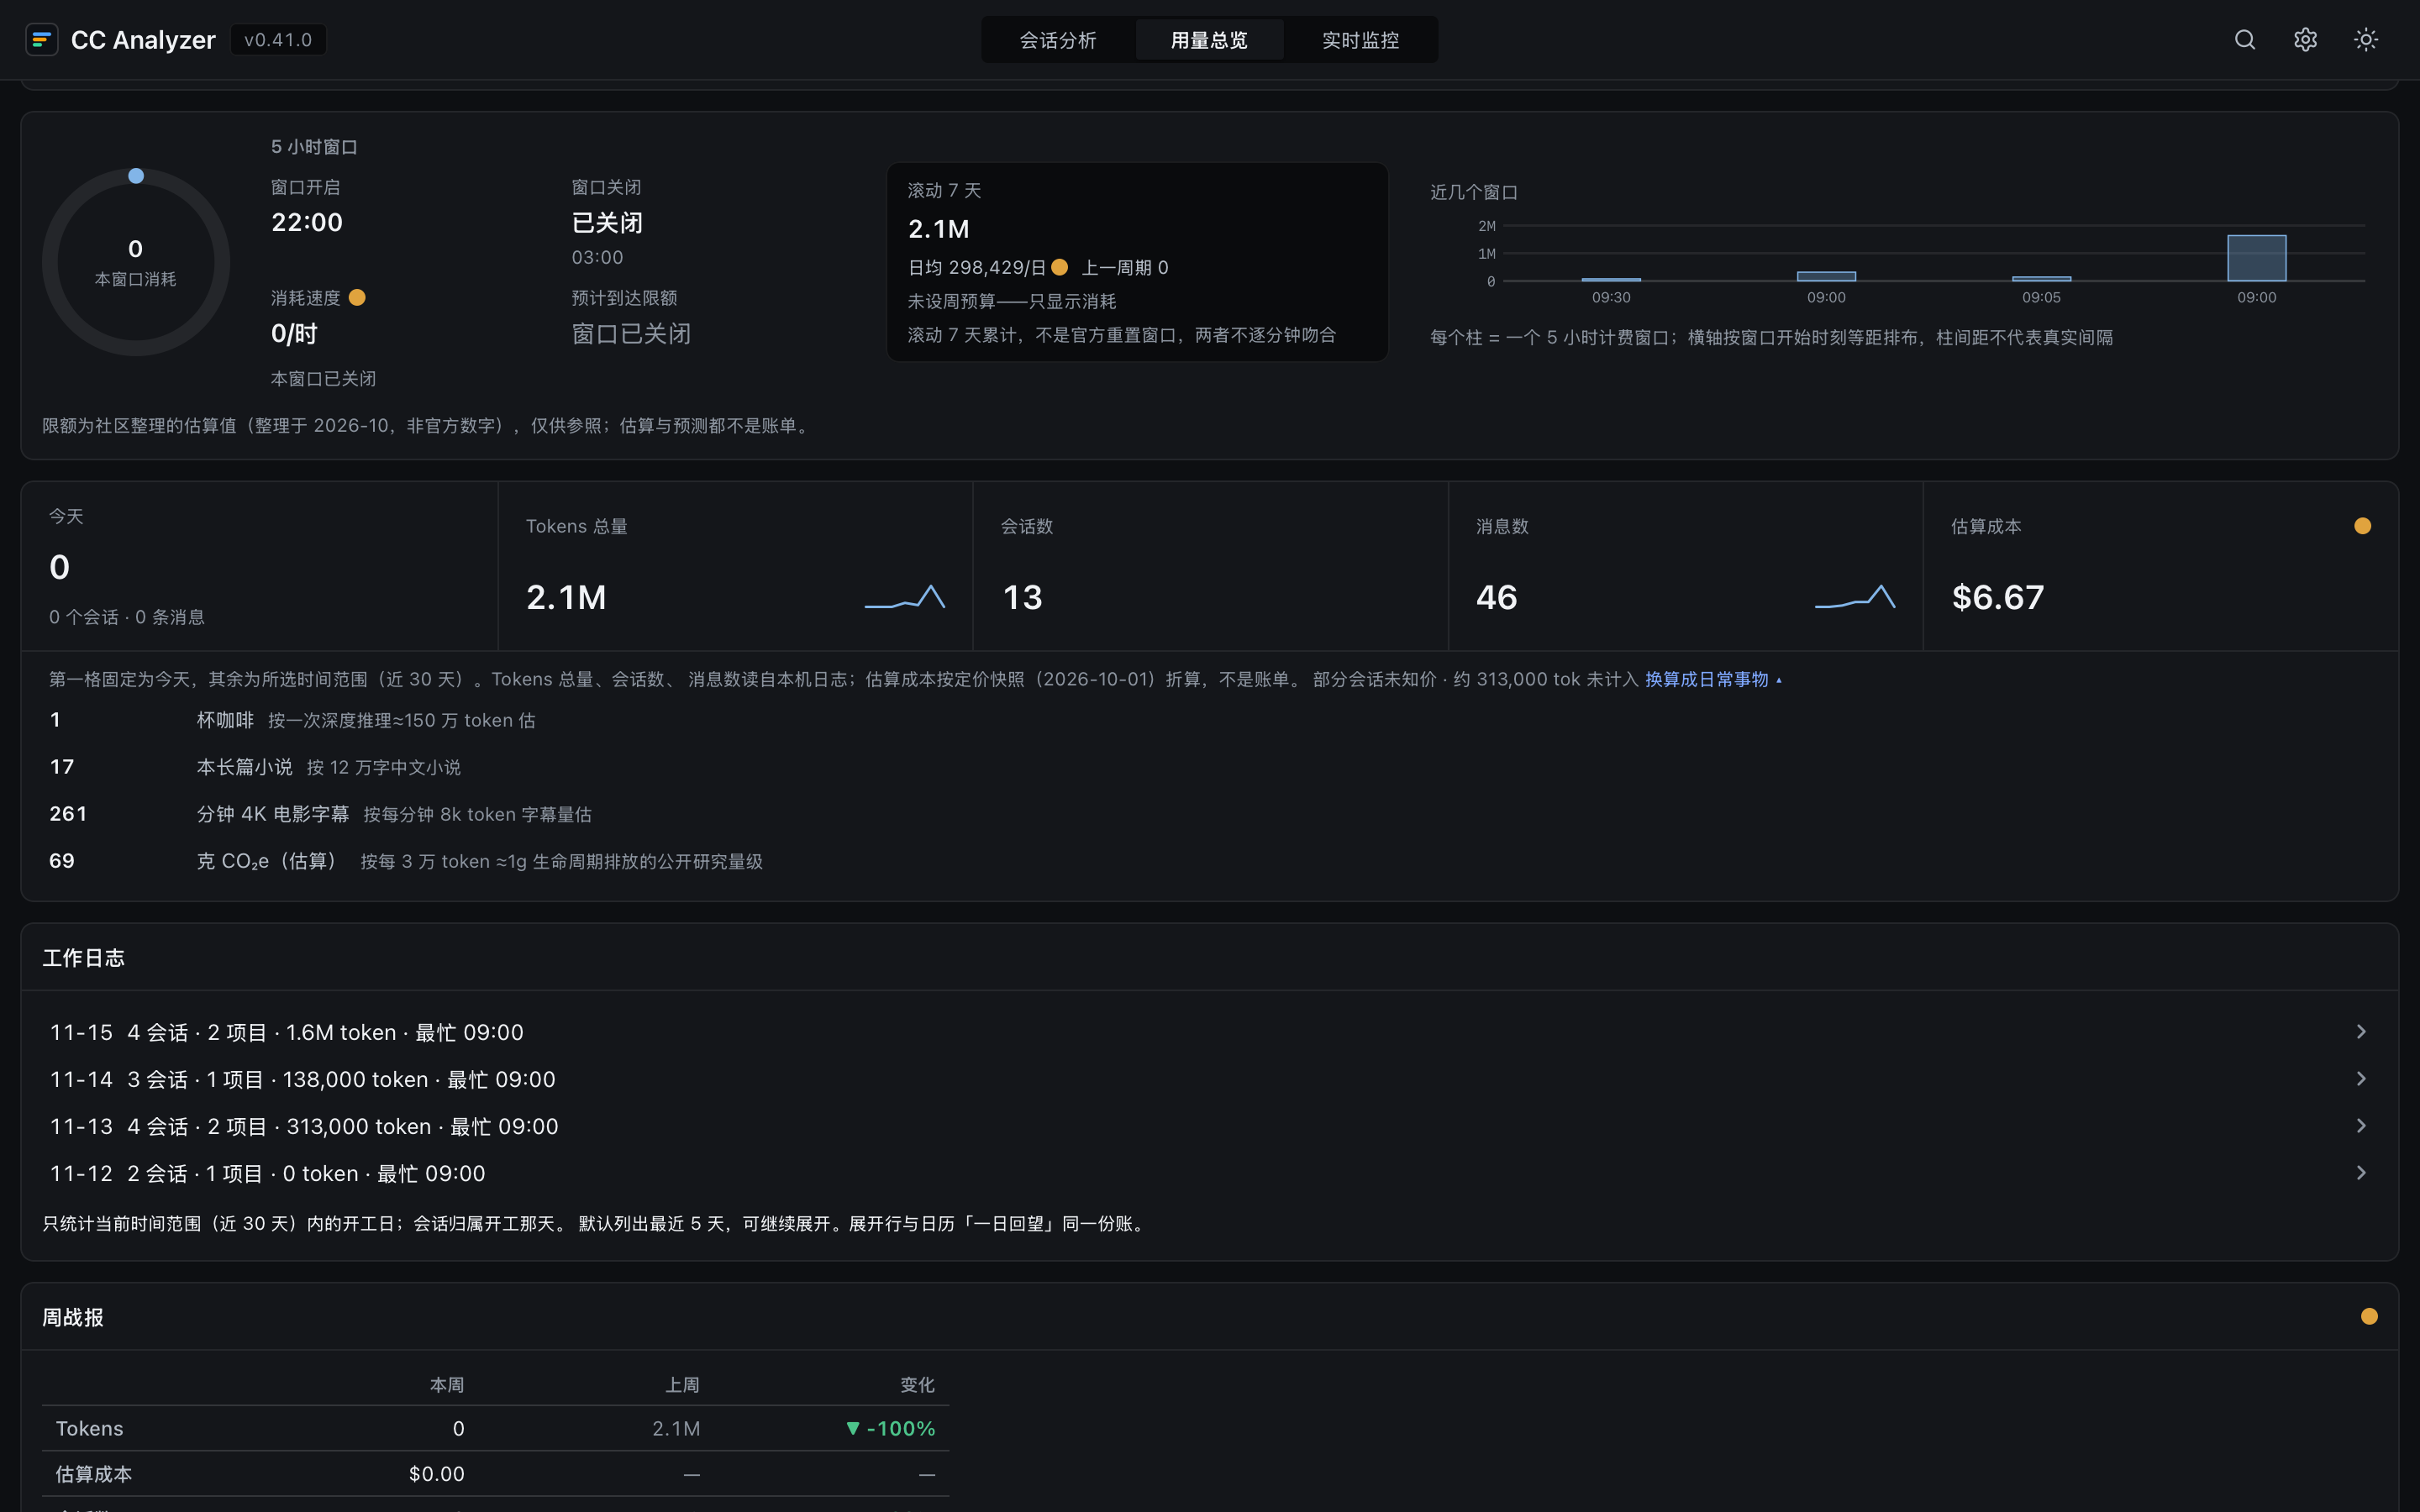 CC Analyzer v0.41.0
会话分析 用量总览 实时监控
5 小时窗口
0
本窗口消耗
窗口开启
22:00
窗口关闭
已关闭
03:00
消耗速度
0/时
预计到达限额
窗口已关闭
本窗口已关闭
滚动 7 天
2.1M
日均 298,429/日 上一周期 0
未设周预算——只显示消耗
滚动 7 天累计，不是官方重置窗口，两者不逐分钟吻合
近几个窗口
2M
1M
0
09:30 09:00 09:05 09:00
每个柱 = 一个 5 小时计费窗口；横轴按窗口开始时刻等距排布，柱间距不代表真实间隔
限额为社区整理的估算值（整理于 2026-10，非官方数字），仅供参照；估算与预测都不是账单。
今天
0
0 个会话 · 0 条消息
Tokens 总量
2.1M
会话数
13
消息数
46
估算成本
$6.67
第一格固定为今天，其余为所选时间范围（近 30 天）。Tokens 总量、会话数、 消息数读自本机日志；估算成本按定价快照（2026-10-01）折算，不是账单。 部分会话未知价 · 约 313,000 tok 未计入 换算成日常事物 ▴
1 杯咖啡 按一次深度推理≈150 万 token 估
17 本长篇小说 按 12 万字中文小说
261 分钟 4K 电影字幕 按每分钟 8k token 字幕量估
69 克 CO₂e（估算） 按每 3 万 token ≈1g 生命周期排放的公开研究量级
工作日志
11-15 4 会话 · 2 项目 · 1.6M token · 最忙 09:00
11-14 3 会话 · 1 项目 · 138,000 token · 最忙 09:00
11-13 4 会话 · 2 项目 · 313,000 token · 最忙 09:00
11-12 2 会话 · 1 项目 · 0 token · 最忙 09:00
只统计当前时间范围（近 30 天）内的开工日；会话归属开工那天。 默认列出最近 5 天，可继续展开。展开行与日历「一日回望」同一份账。
周战报
本周 上周 变化
Tokens 0 2.1M ▼ -100%
估算成本 $0.00 — —